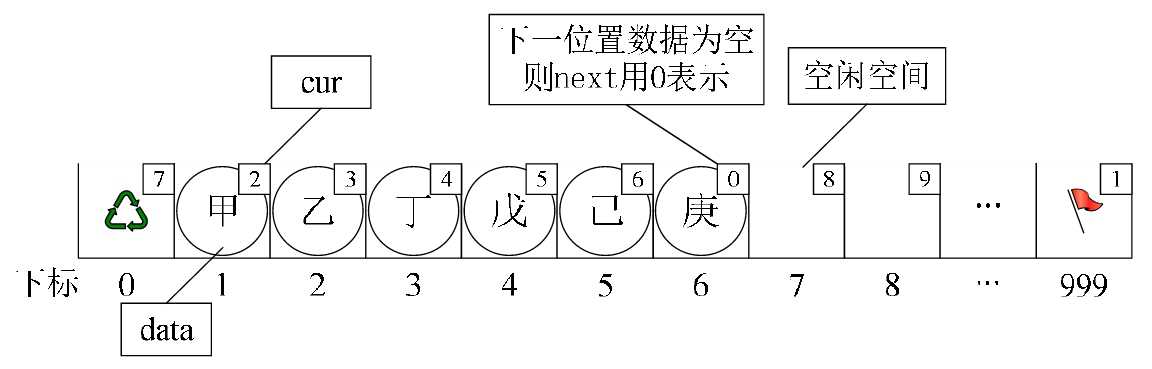 下一位置数据为空
则next用0表示
空闲空间
cur
7 2 3 4 5 6 0 8 9 1
甲 乙 丁 戊 己 庚 …
下标 0 1 2 3 4 5 6 7 8 … 999
data